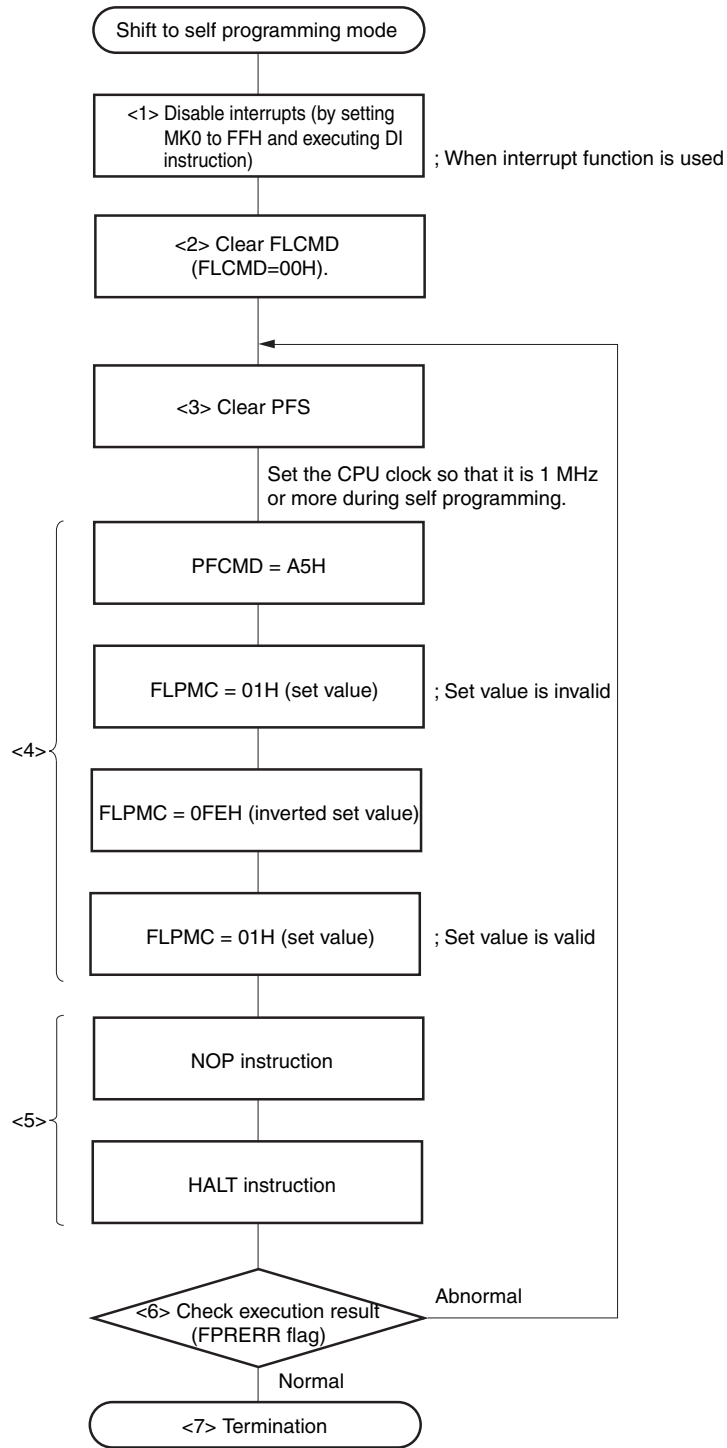 Shift to self programming mode
<1> Disable interrupts (by setting
MK0 to FFH and executing DI
instruction)
; When interrupt function is used
<2> Clear FLCMD
(FLCMD=00H).
<3> Clear PFS
Set the CPU clock so that it is 1 MHz
or more during self programming.
PFCMD = A5H
FLPMC = 01H (set value)
; Set value is invalid
<4>
FLPMC = 0FEH (inverted set value)
FLPMC = 01H (set value)
; Set value is valid
NOP instruction
<5>
HALT instruction
<6> Check execution result
(FPRERR flag)
Abnormal
Normal
<7> Termination